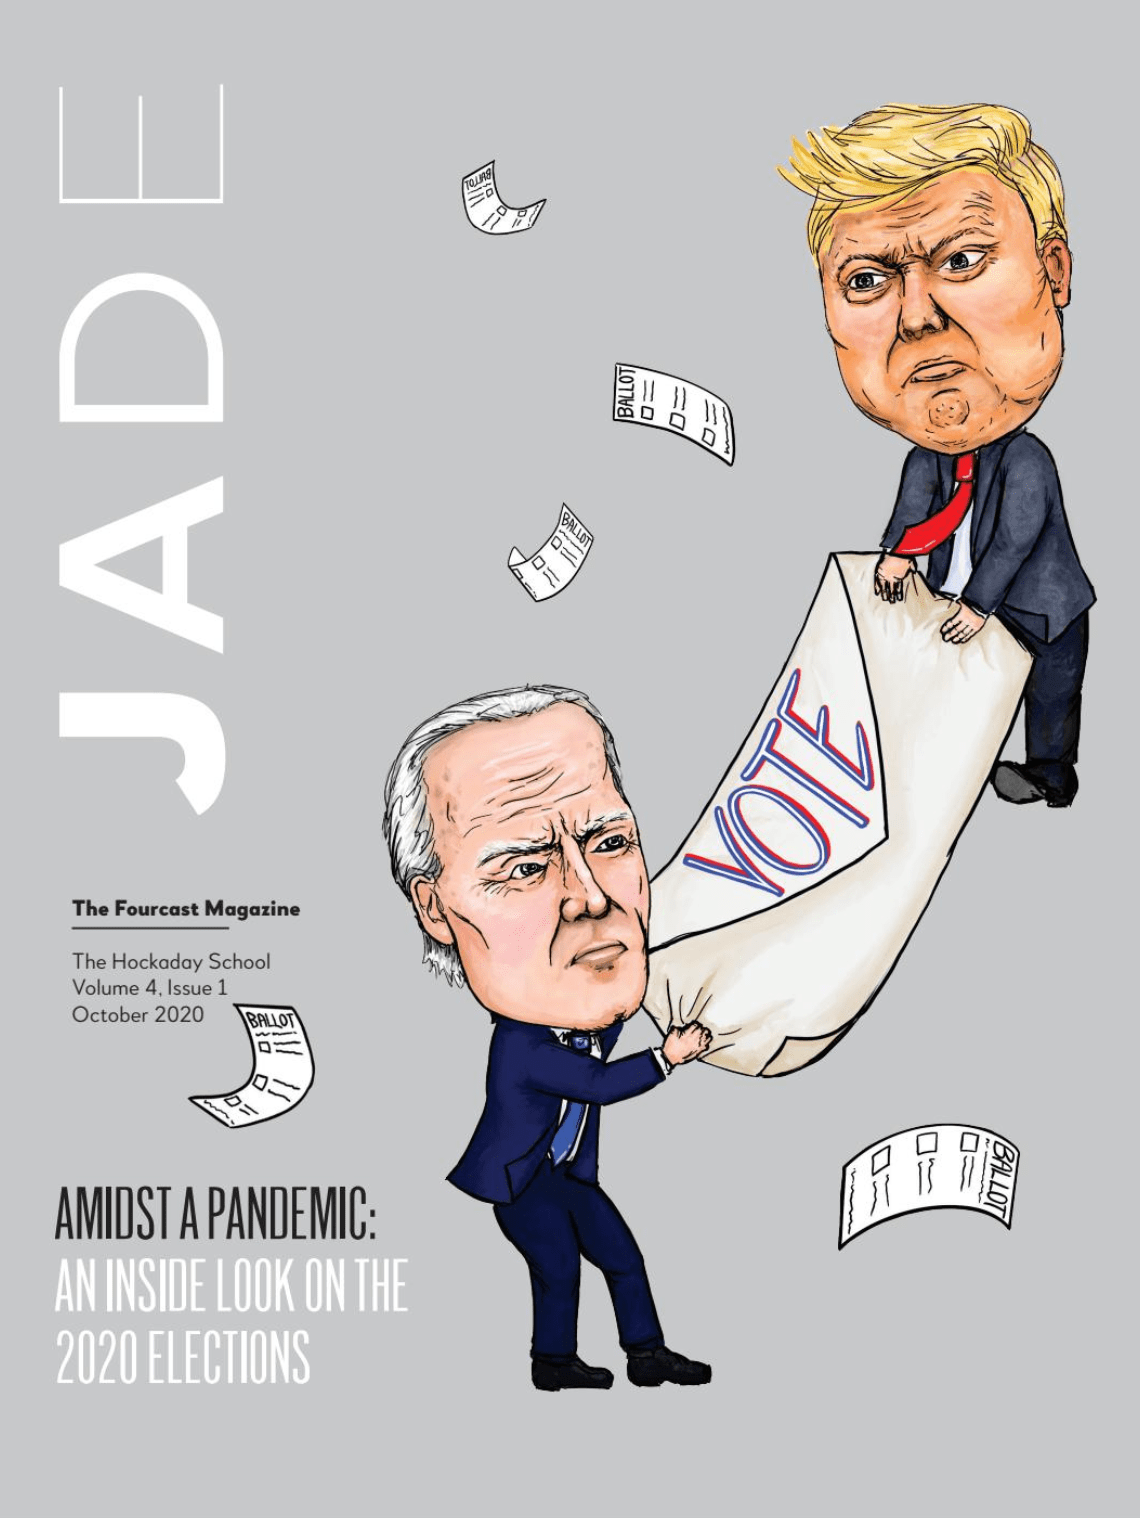 JADE
The Fourcast Magazine
The Hockaday School
Volume 4, Issue 1
October 2020
AMIDST A PANDEMIC:
AN INSIDE LOOK ON THE
2020 ELECTIONS
BALLOT
BALLOT
BALLOT
VOTE
BALLOT
BALLOT